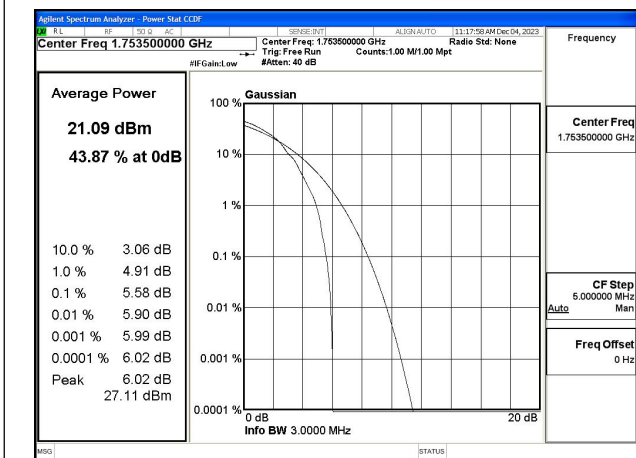 Agilent Spectrum Analyzer - Power Stat CCDF
RL RF 50 Ω AC SENSE:INT ALIGN AUTO 11:17:58 AM Dec 04, 2023
Center Freq 1.753500000 GHz
Center Freq: 1.753500000 GHz Radio Std: None
Trig: Free Run Counts:1.00 M/1.00 Mpt
#IFGain:Low #Atten: 40 dB
Frequency
Average Power
21.09 dBm
43.87 % at 0dB
10.0 % 3.06 dB
1.0 % 4.91 dB
0.1 % 5.58 dB
0.01 % 5.90 dB
0.001 % 5.99 dB
0.0001 % 6.02 dB
Peak 6.02 dB
27.11 dBm
100 % Gaussian
10 %
1 %
0.1 %
0.01 %
0.001 %
0.0001 %
0 dB 20 dB
Info BW 3.0000 MHz
Center Freq
1.753500000 GHz
CF Step
5.000000 MHz
Auto Man
Freq Offset
0 Hz
MSG STATUS